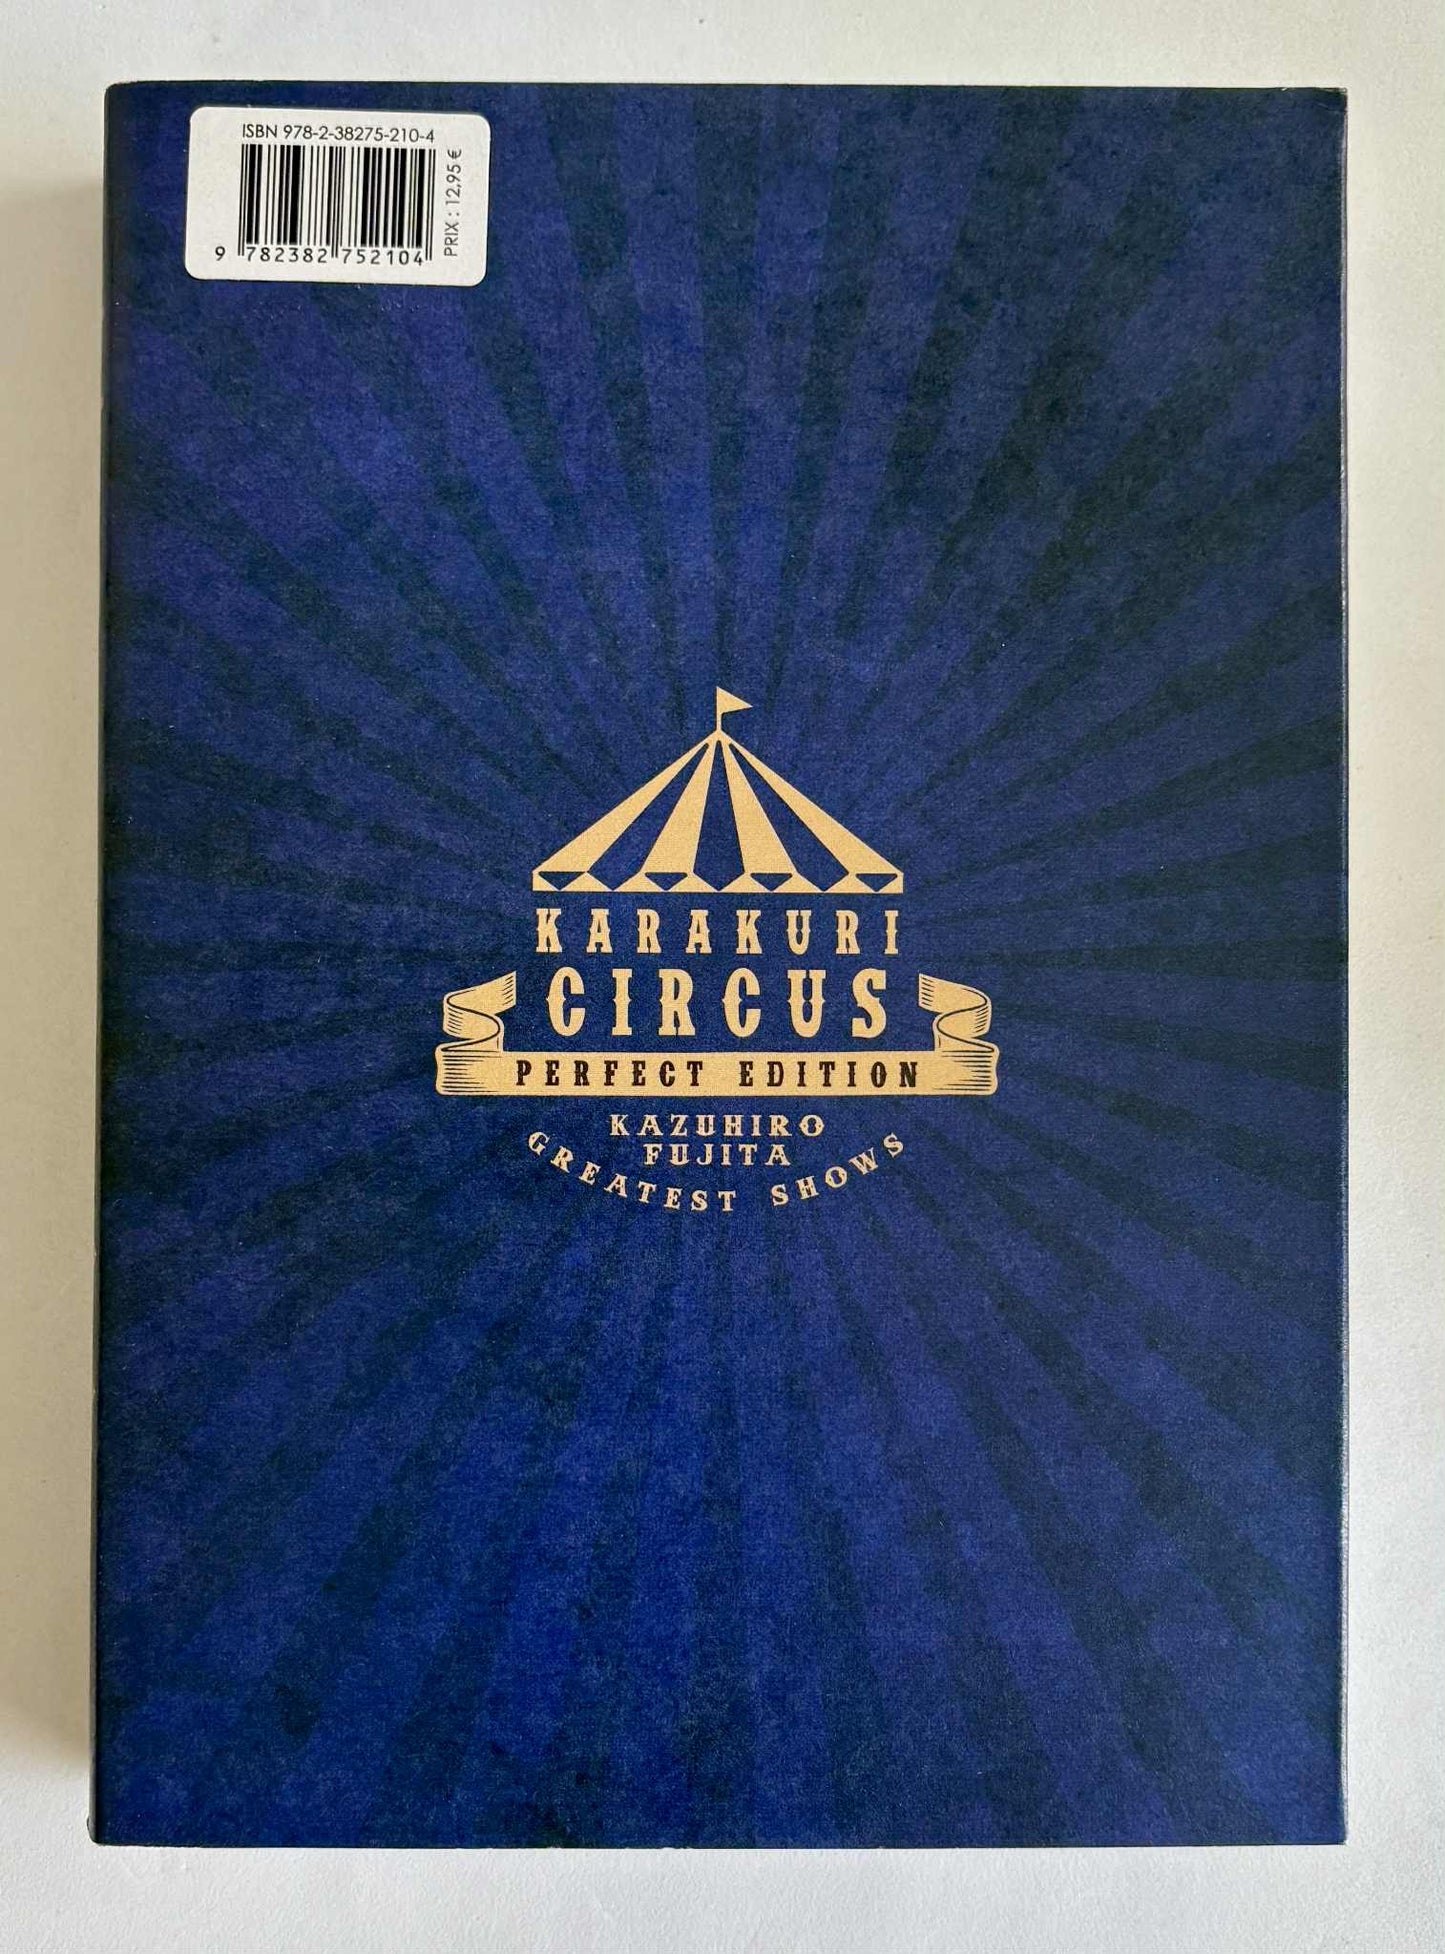 ISBN 978-2-38275-210-4
PRIX : 12,95 €
9 782382 752104
KARAKURI
CIRCUS
PERFECT EDITION
KAZUHIRO
FUJITA
GREATEST SHOWS